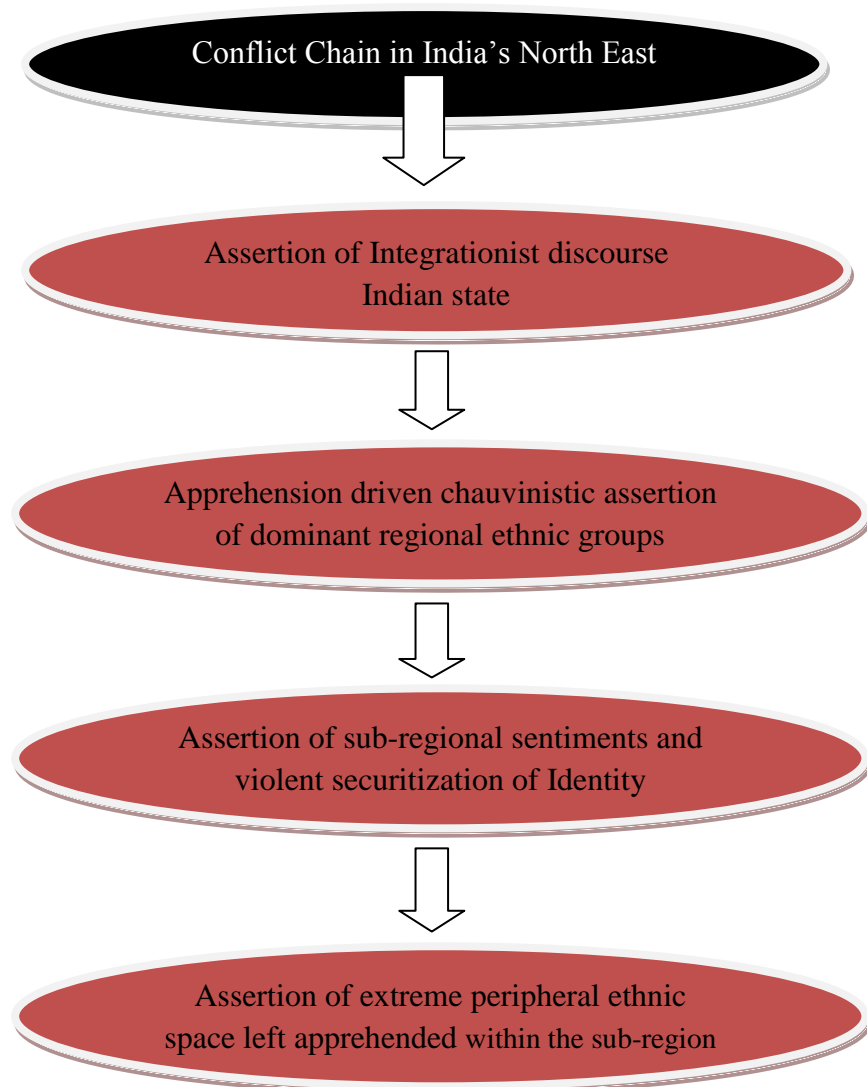 Conflict Chain in India’s North East
Assertion of Integrationist discourse
Indian state
Apprehension driven chauvinistic assertion
of dominant regional ethnic groups
Assertion of sub-regional sentiments and
violent securitization of Identity
Assertion of extreme peripheral ethnic
space left apprehended within the sub-region